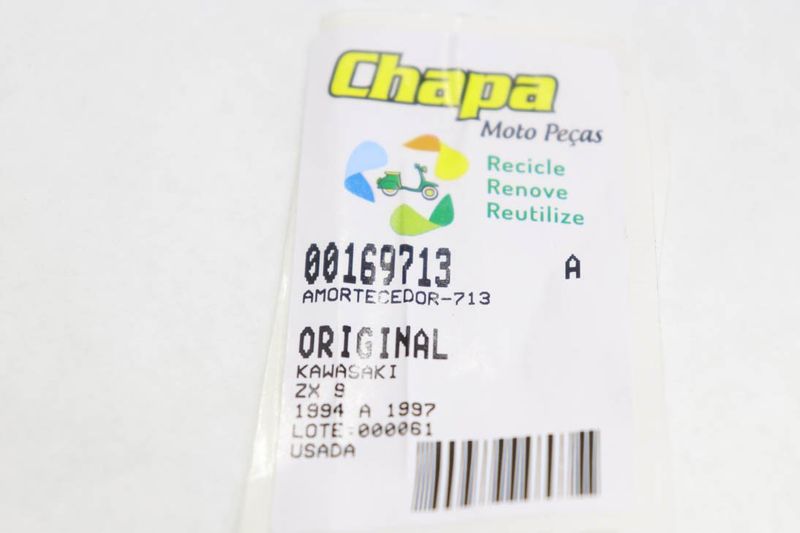 Chapa
Moto Peças
Recicle
Renove
Reutilize
00169713 A
AMORTECEDOR-713
ORIGINAL
KAWASAKI
ZX 9
1994 A 1997
LOTE:000061
USADA